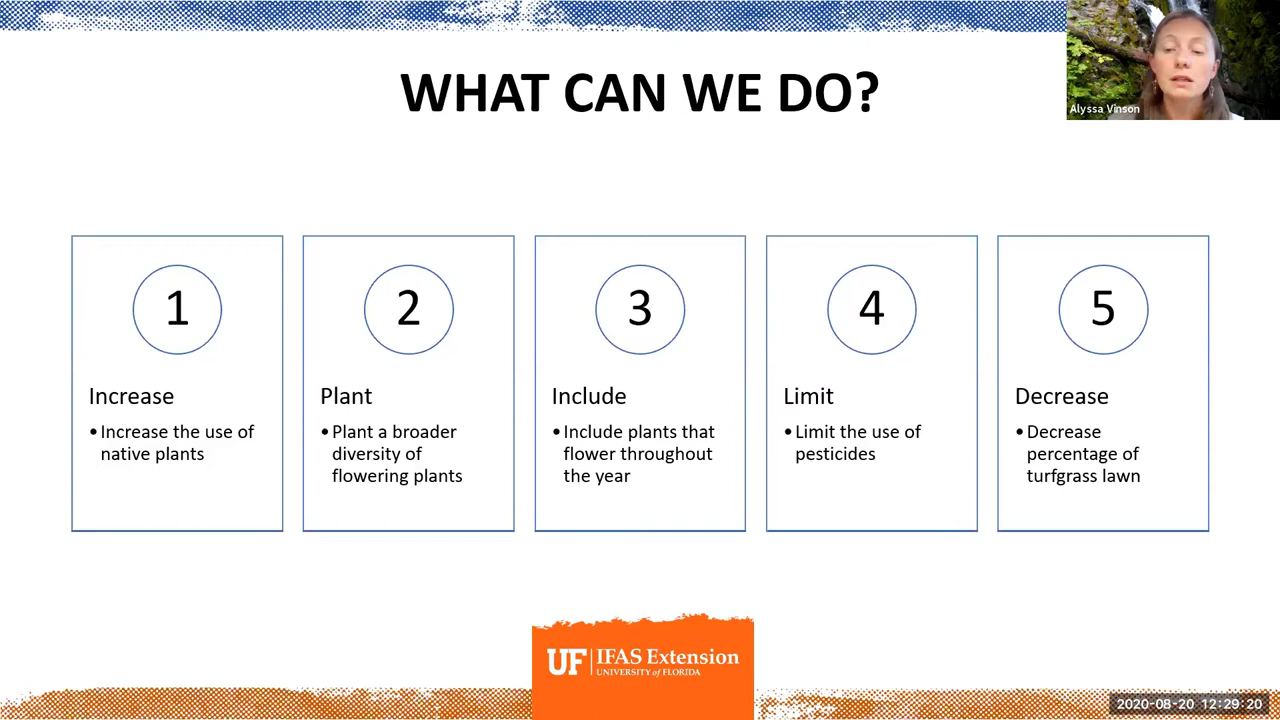 WHAT CAN WE DO?
Alyssa Vinson
1
Increase
•Increase the use of
native plants
2
Plant
•Plant a broader
diversity of
flowering plants
3
Include
•Include plants that
flower throughout
the year
4
Limit
•Limit the use of
pesticides
5
Decrease
•Decrease
percentage of
turfgrass lawn
UF IFAS Extension
UNIVERSITY of FLORIDA
2020-08-20 12:29:20